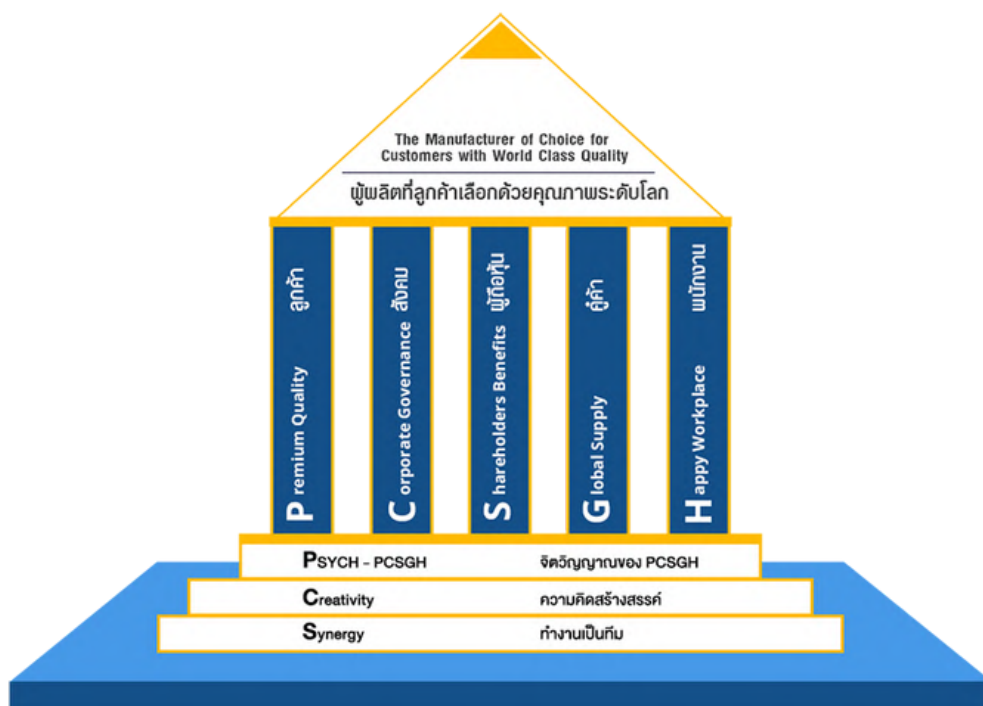 The Manufacturer of Choice for
Customers with World Class Quality
ผู้ผลิตที่ลูกค้าเลือกด้วยคุณภาพระดับโลก
Premium Quality ลูกค้า
Corporate Governance สังคม
Shareholders Benefits ผู้ถือหุ้น
Global Supply คู่ค้า
Happy Workplace พนักงาน
PSYCH - PCSGH จิตวิญญาณของ PCSGH
Creativity ความคิดสร้างสรรค์
Synergy ทำงานเป็นทีม